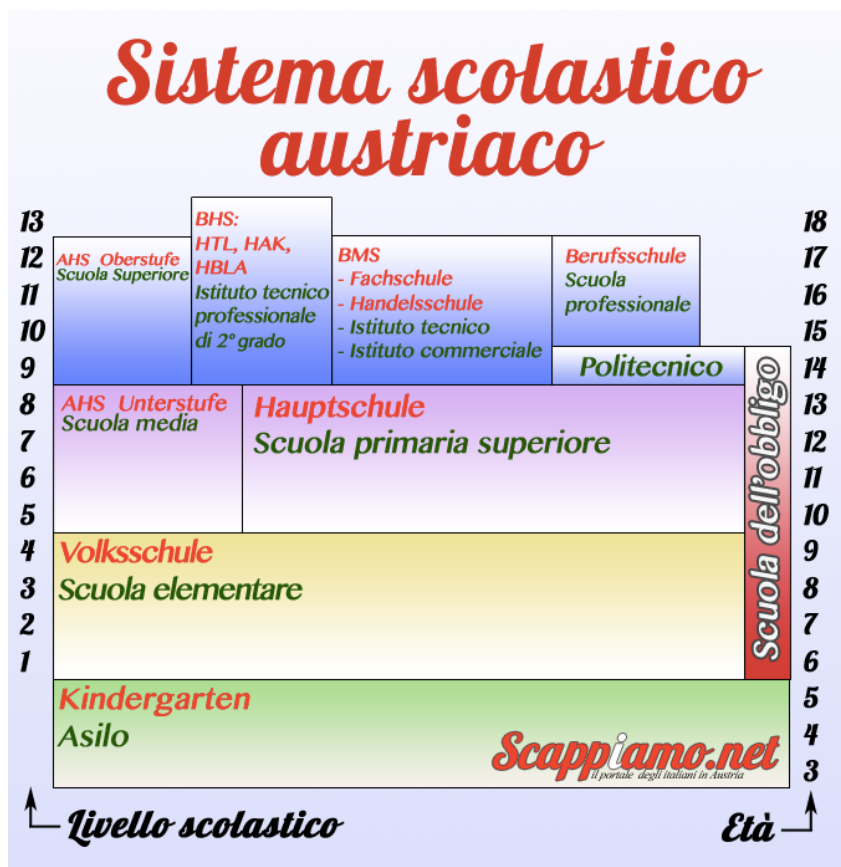 Sistema scolastico
austriaco
13
12
11
10
9
8
7
6
5
4
3
2
1
AHS Oberstufe
Scuola Superiore
BHS:
HTL, HAK,
HBLA
Istituto tecnico
professionale
di 2° grado
BMS
- Fachschule
- Handelsschule
- Istituto tecnico
- Istituto commerciale
Berufsschule
Scuola
professionale
Politecnico
AHS Unterstufe
Scuola media
Hauptschule
Scuola primaria superiore
Volksschule
Scuola elementare
Kindergarten
Asilo
Scuola dell'obbligo
18
17
16
15
14
13
12
11
10
9
8
7
6
5
4
3
Scappiamo.net
il portale degli italiani in Austria
Livello scolastico
Età